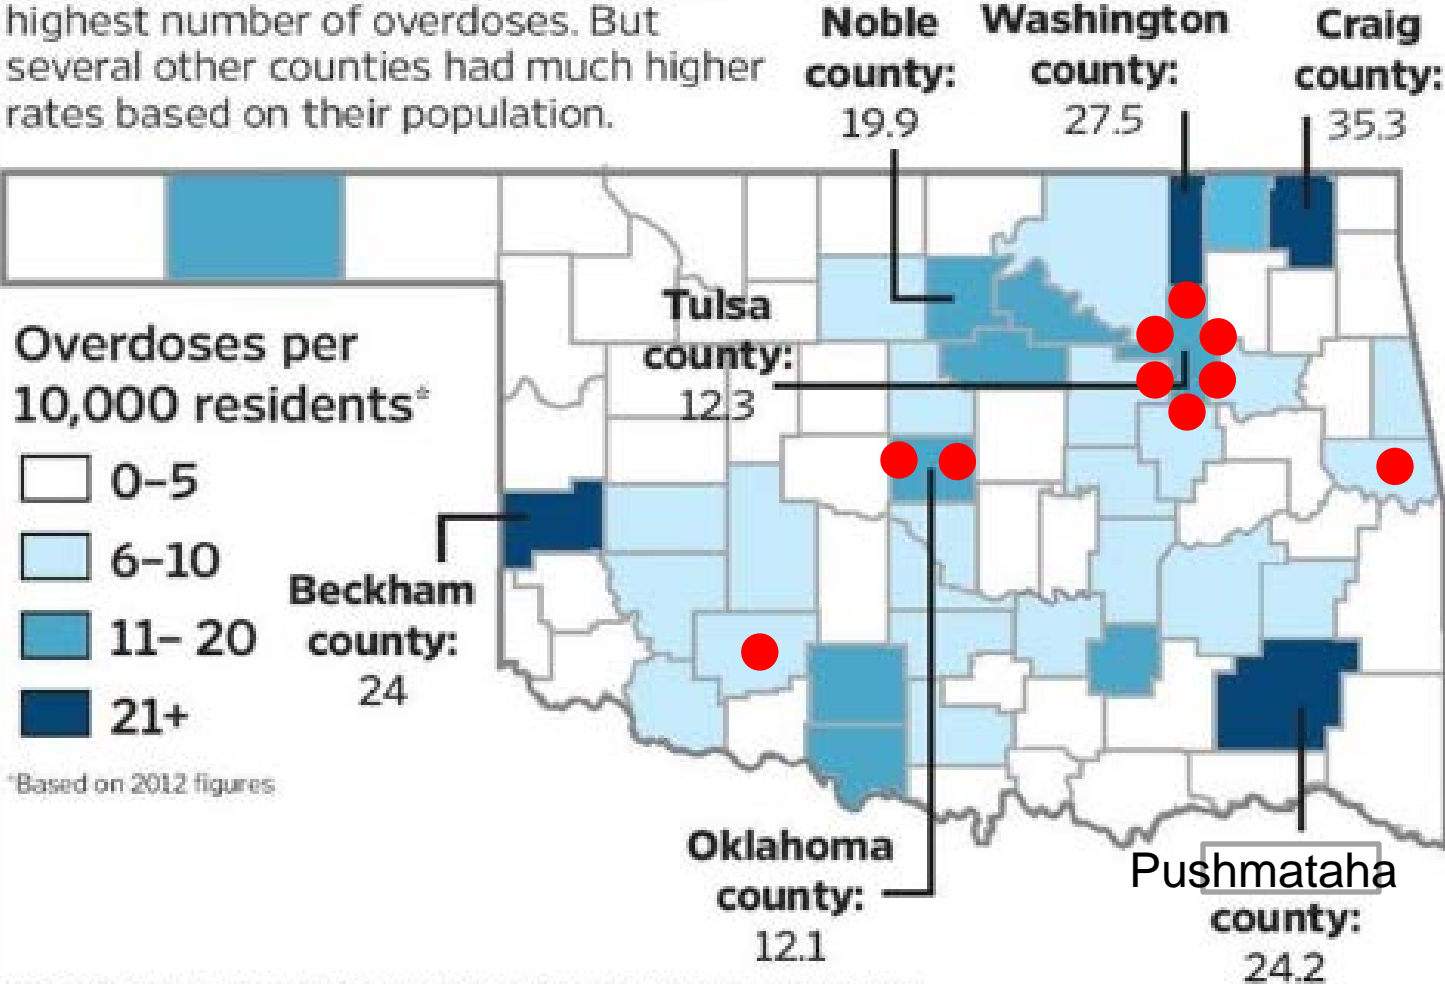 highest number of overdoses. But
several other counties had much higher
rates based on their population.
Noble
county:
19.9
Washington
county:
27.5
Craig
county:
35.3
Tulsa
county:
12.3
Overdoses per
10,000 residents*
0–5
6–10
11– 20
21+
*Based on 2012 figures
Beckham
county:
24
Oklahoma
county:
12.1
Pushmataha
county:
24.2